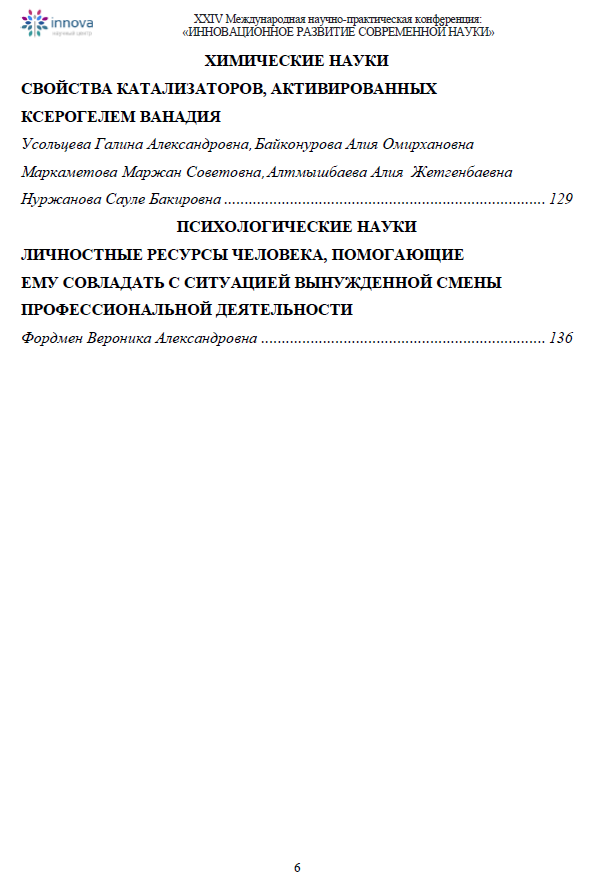 innova
научный центр
XXIV Международная научно-практическая конференция:
«ИННОВАЦИОННОЕ РАЗВИТИЕ СОВРЕМЕННОЙ НАУКИ»
ХИМИЧЕСКИЕ НАУКИ
СВОЙСТВА КАТАЛИЗАТОРОВ, АКТИВИРОВАННЫХ
КСЕРОГЕЛЕМ ВАНАДИЯ
Усольцева Галина Александровна, Байконурова Алия Омирхановна
Маркаметова Маржан Советовна, Алтмышбаева Алия Жетгенбаевна
Нуржанова Сауле Бакировна .............................................................................. 129
ПСИХОЛОГИЧЕСКИЕ НАУКИ
ЛИЧНОСТНЫЕ РЕСУРСЫ ЧЕЛОВЕКА, ПОМОГАЮЩИЕ
ЕМУ СОВЛАДАТЬ С СИТУАЦИЕЙ ВЫНУЖДЕННОЙ СМЕНЫ
ПРОФЕССИОНАЛЬНОЙ ДЕЯТЕЛЬНОСТИ
Фордмен Вероника Александровна ..................................................................... 136
6